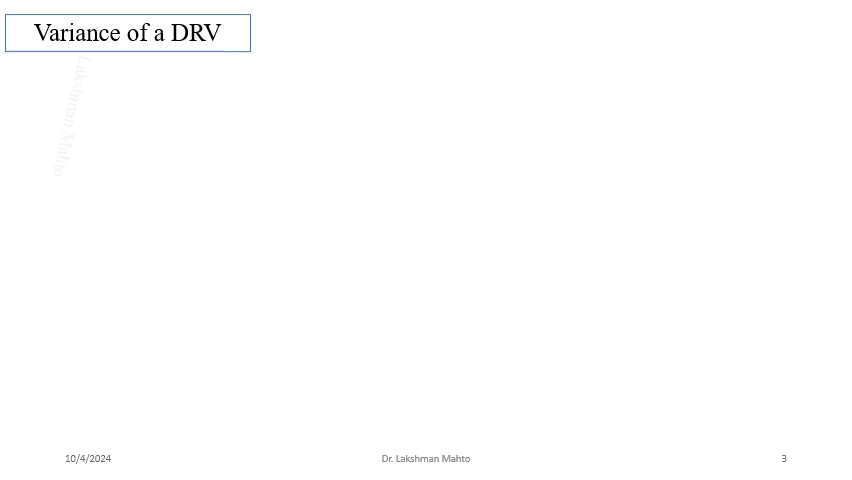 Variance of a DRV
Lakshman Mahto
10/4/2024
Dr. Lakshman Mahto
3